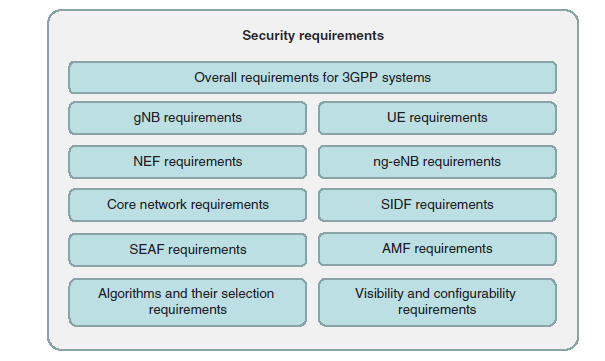 Security requirements
Overall requirements for 3GPP systems
gNB requirements
UE requirements
NEF requirements
ng-eNB requirements
Core network requirements
SIDF requirements
SEAF requirements
AMF requirements
Algorithms and their selection
requirements
Visibility and configurability
requirements